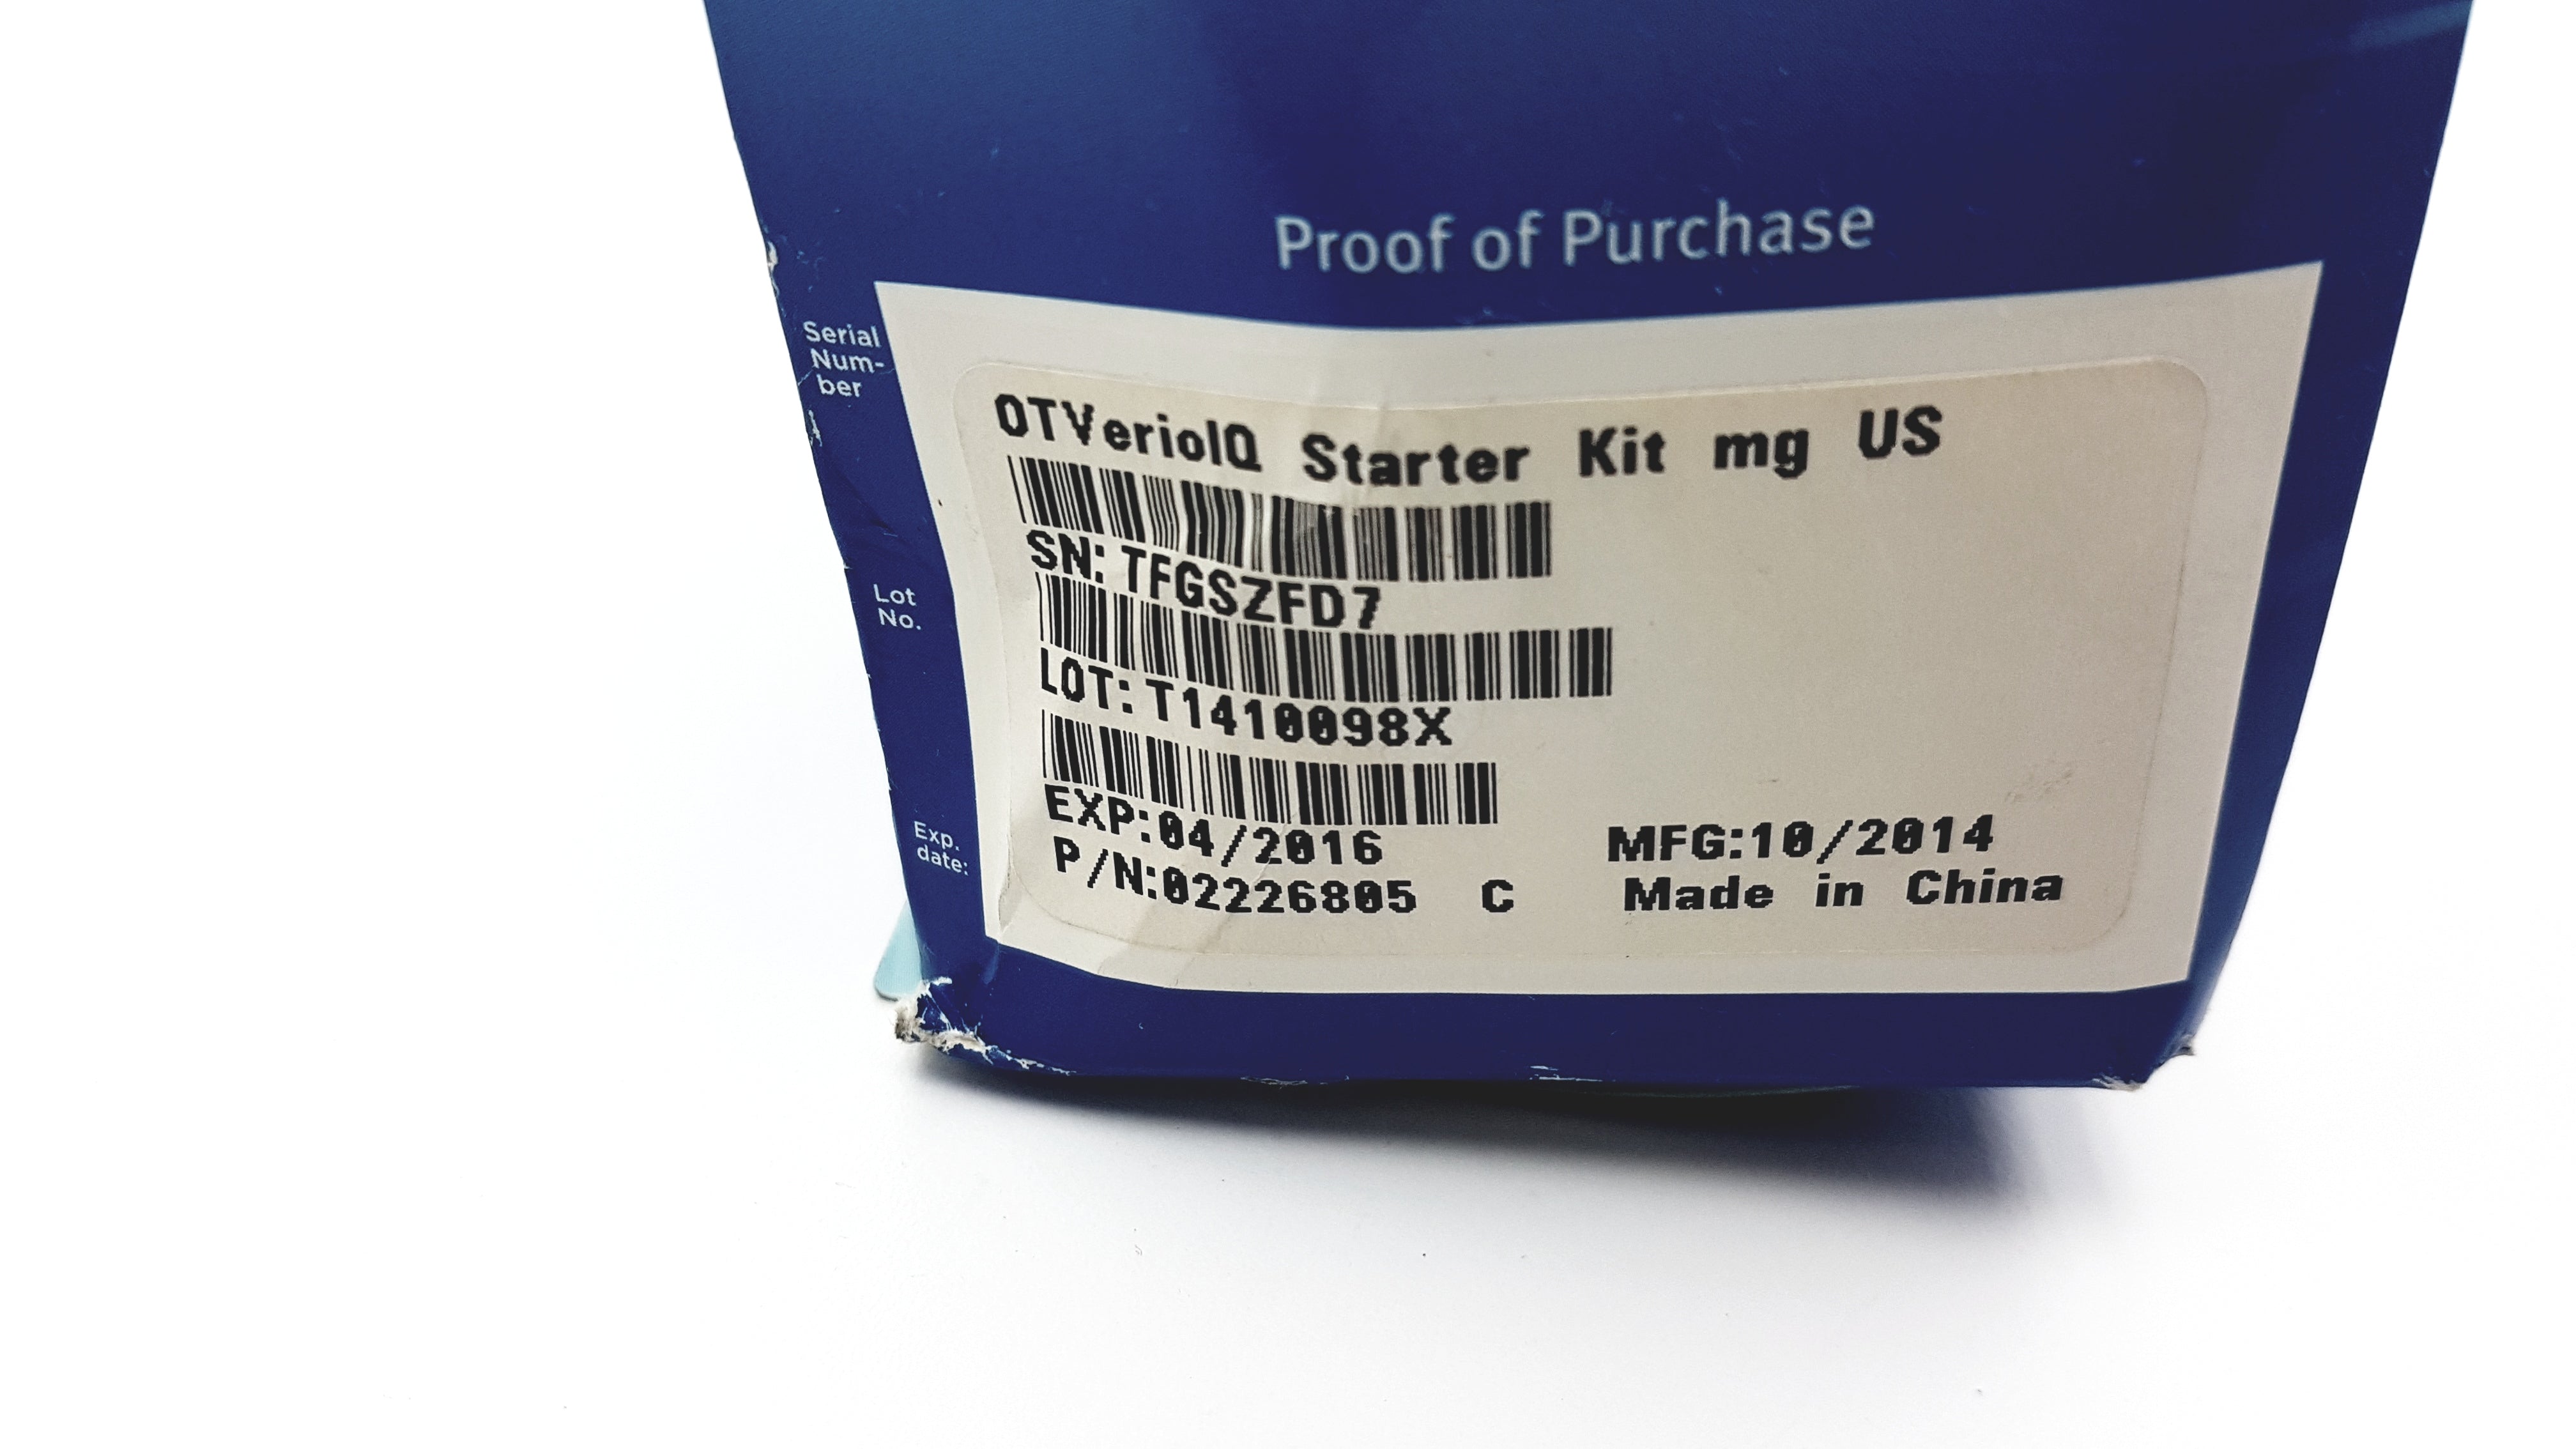 Proof of Purchase
Serial
Num-
ber
OTVerioIQ Starter Kit mg US
SN: TFGSZFD7
Lot
No.
LOT: T1410098X
Exp.
date:
EXP:04/2016 MFG:10/2014
P/N:02226805 C Made in China